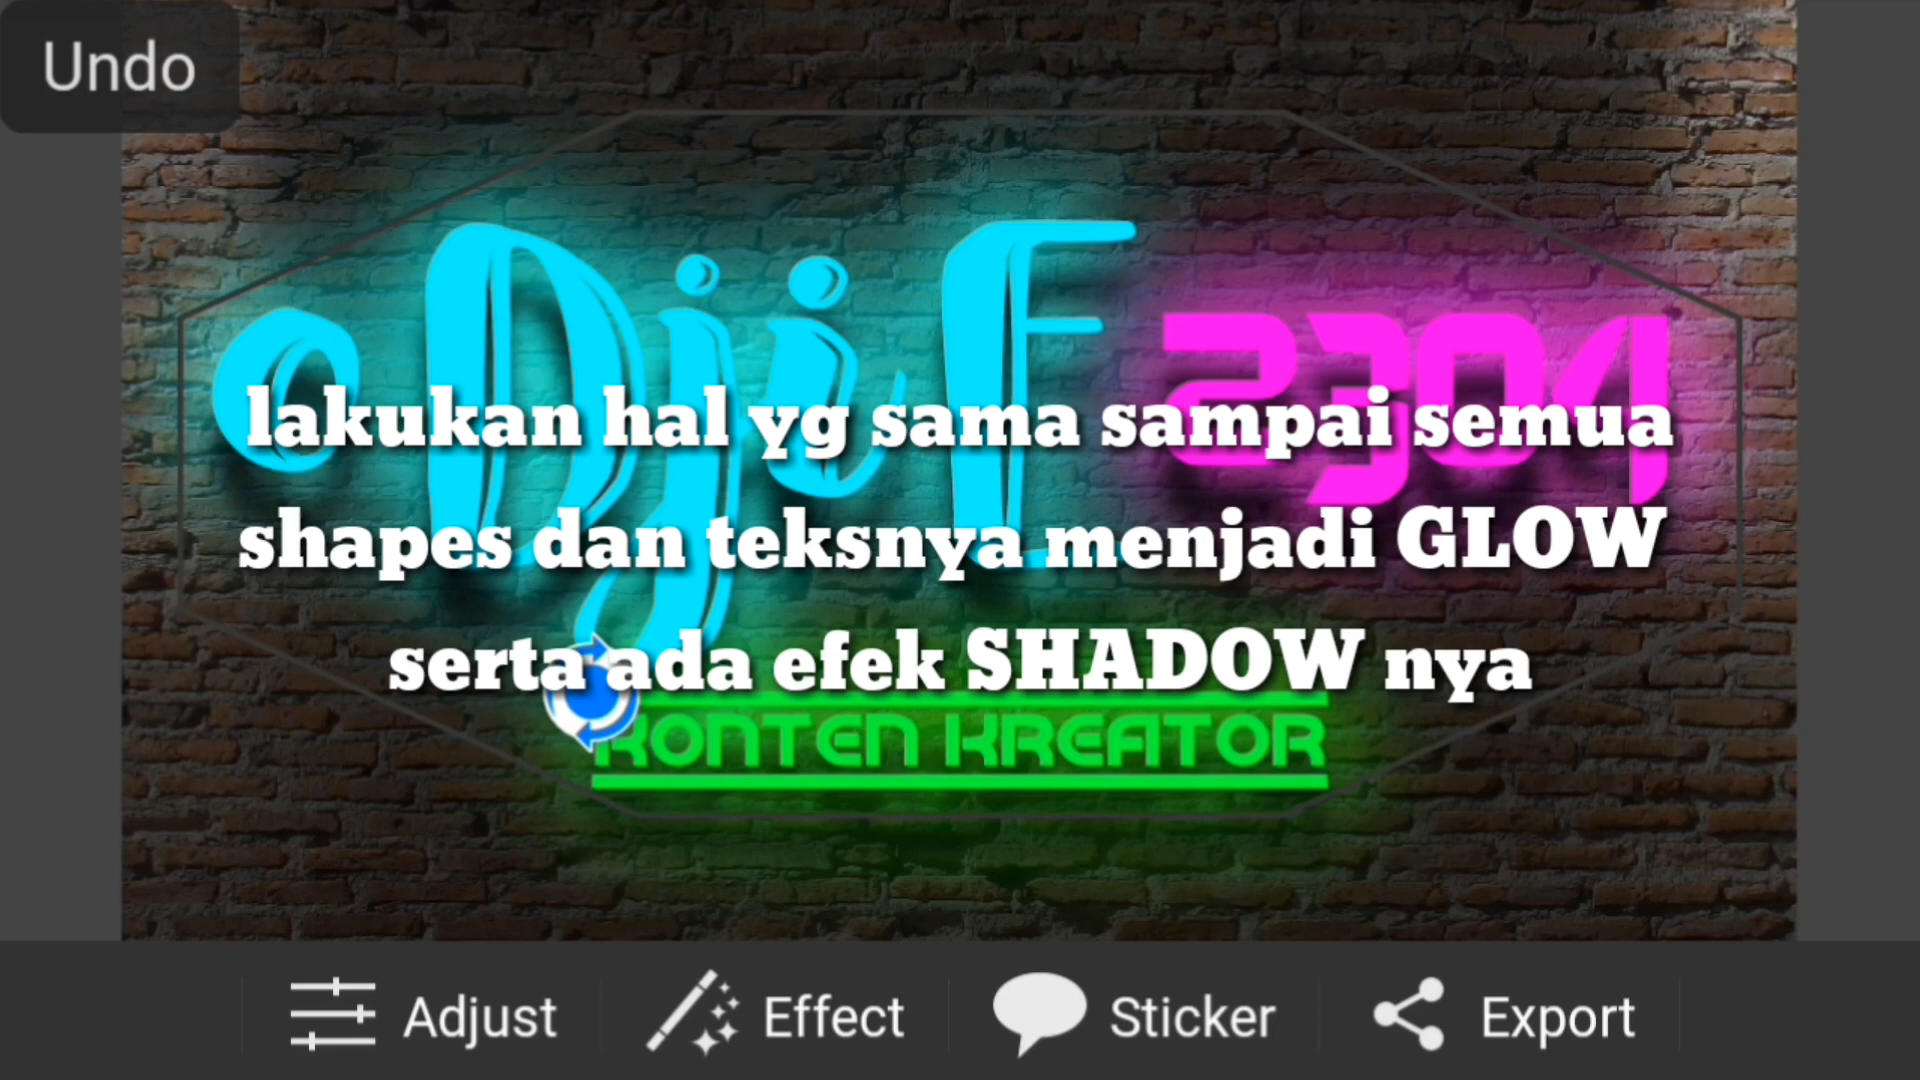 Undo
oDjiF 2304
lakukan hal yg sama sampai semua
shapes dan teksnya menjadi GLOW
serta ada efek SHADOW nya
KONTEN KREATOR
Adjust Effect Sticker Export